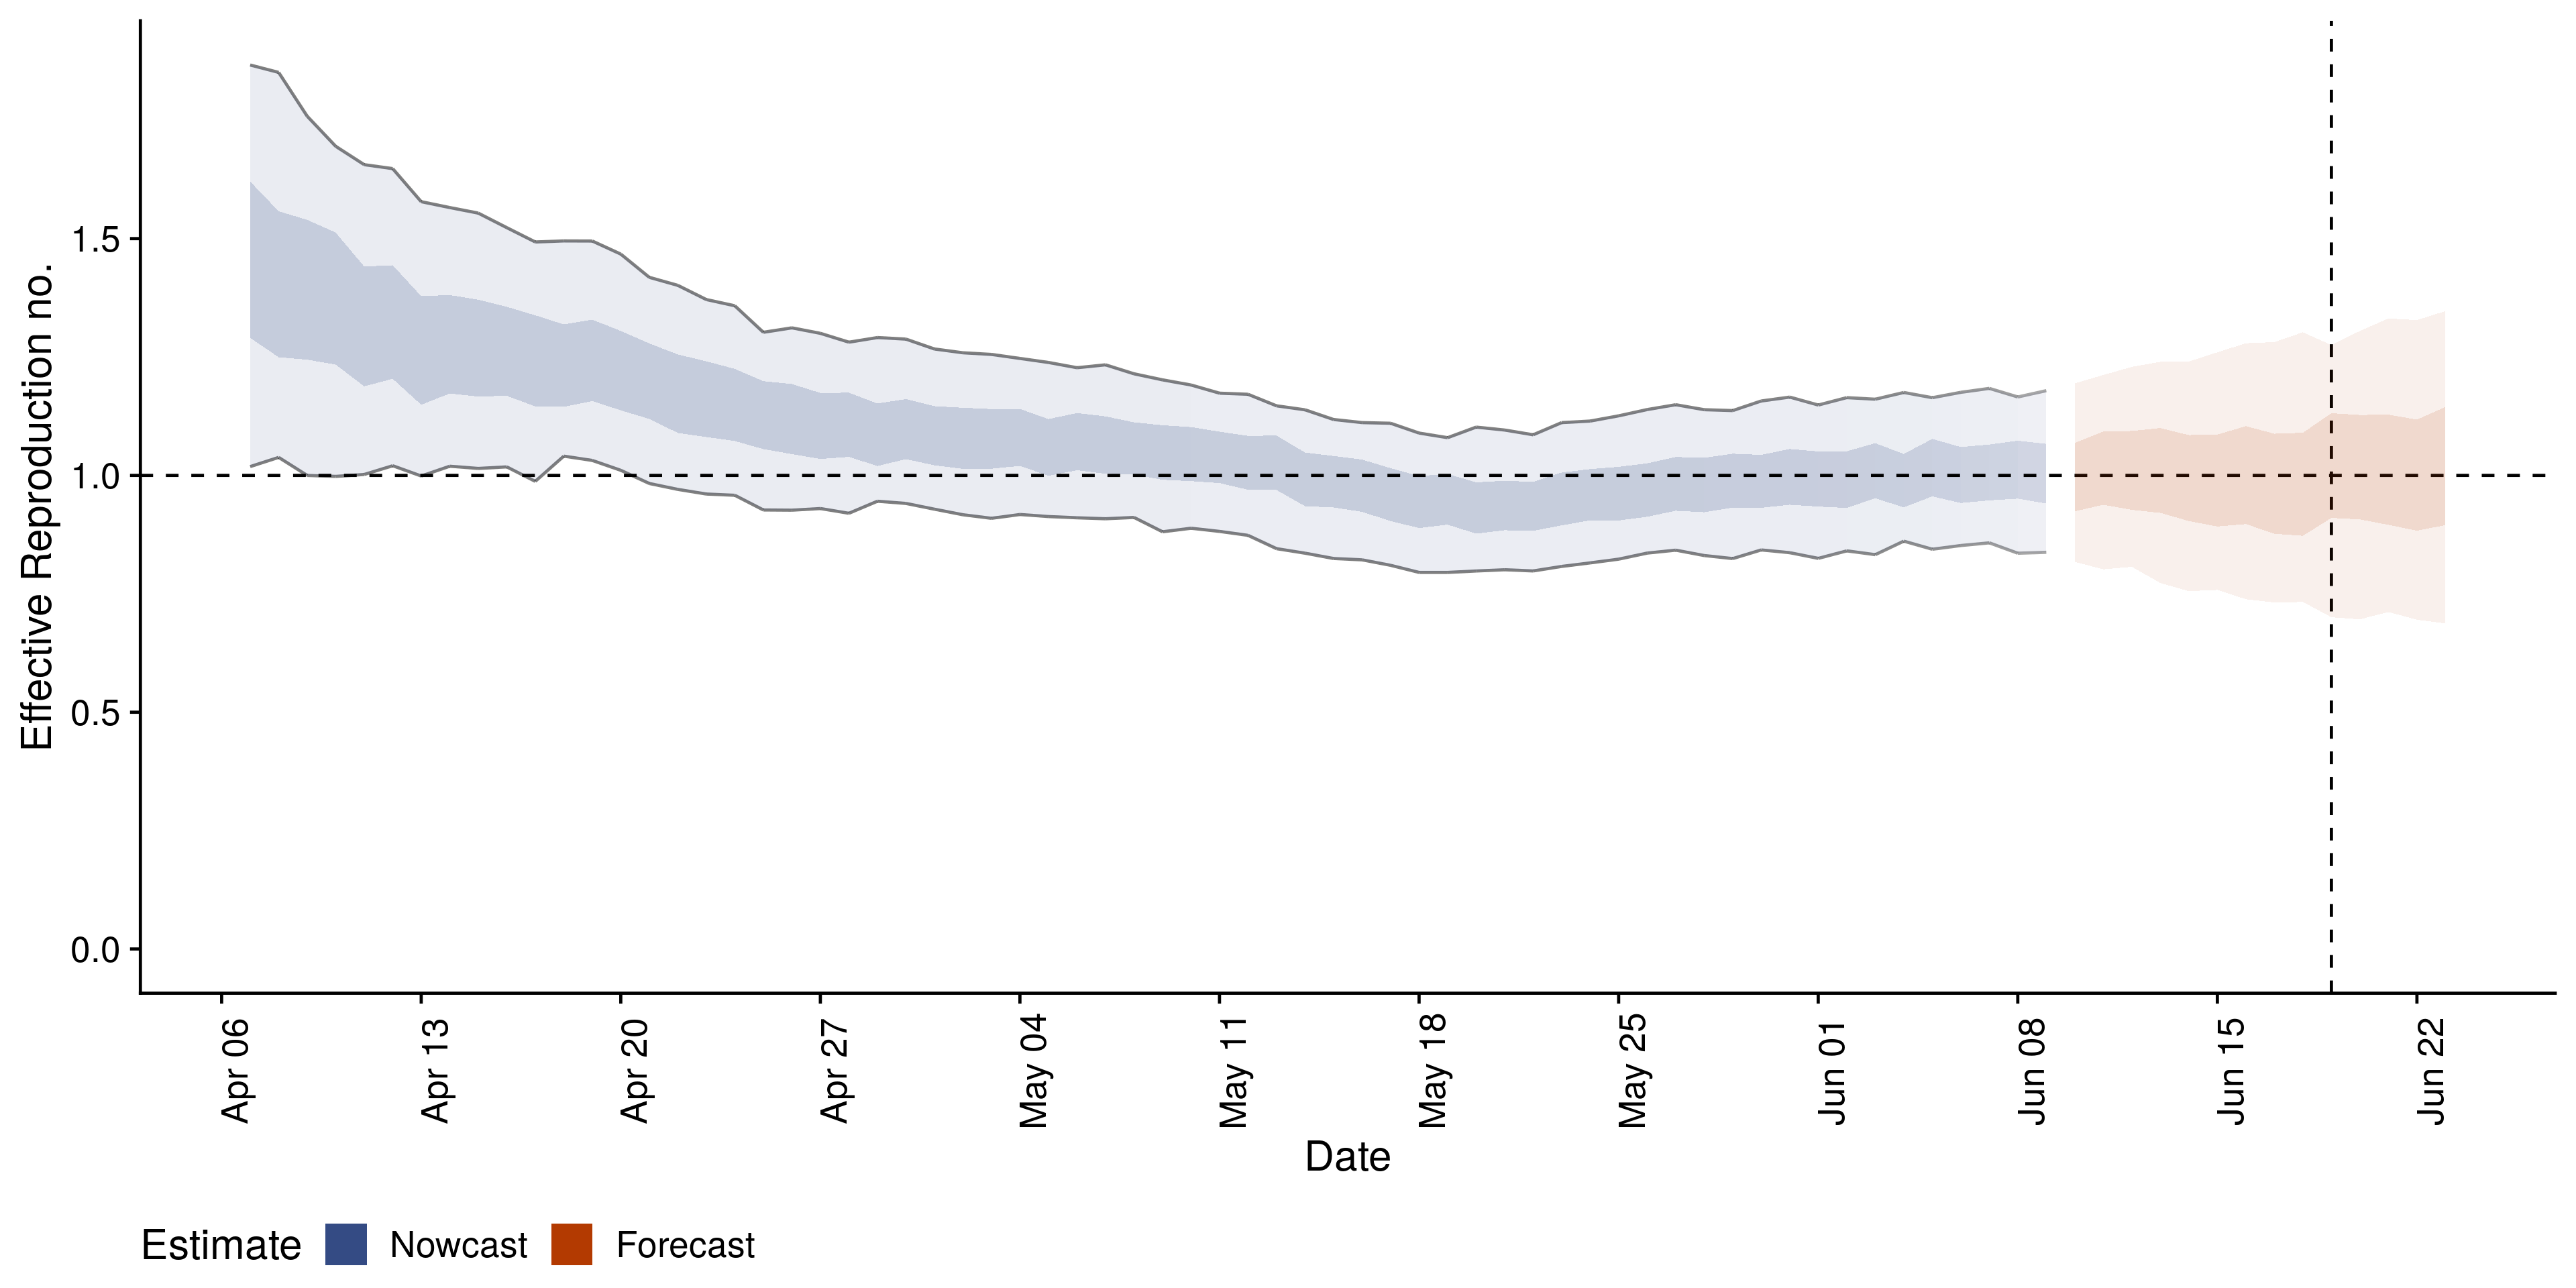 Effective Reproduction no.
1.5
1.0
0.5
0.0
Apr 06
Apr 13
Apr 20
Apr 27
May 04
May 11
May 18
May 25
Jun 01
Jun 08
Jun 15
Jun 22
Date
Estimate Nowcast Forecast